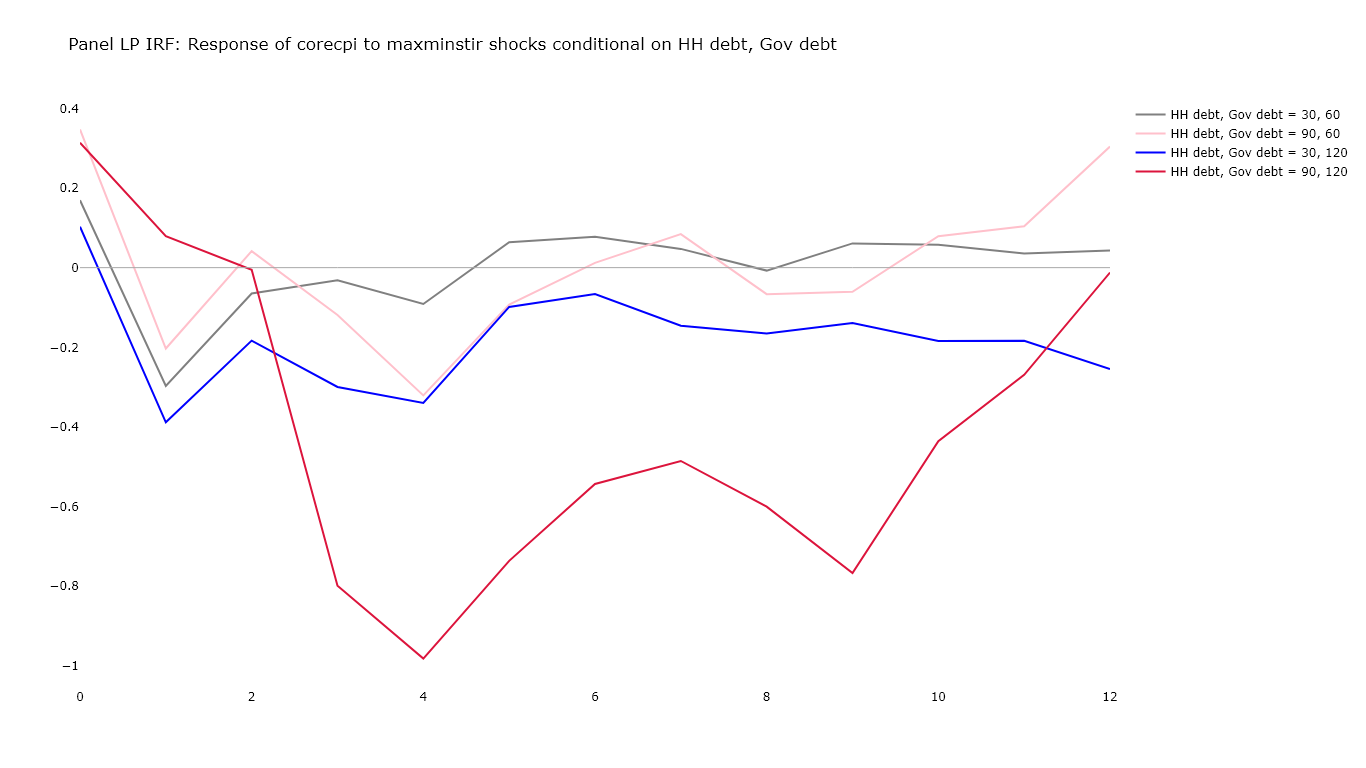 Panel LP IRF: Response of corecpi to maxminstir shocks conditional on HH debt, Gov debt
0.4
0.2
0
−0.2
−0.4
−0.6
−0.8
−1
0 2 4 6 8 10 12
HH debt, Gov debt = 30, 60
HH debt, Gov debt = 90, 60
HH debt, Gov debt = 30, 120
HH debt, Gov debt = 90, 120